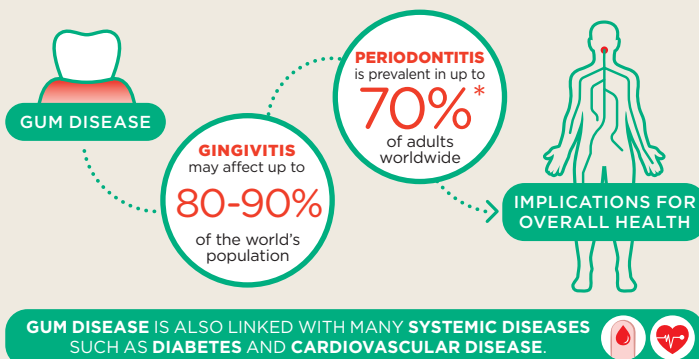 GUM DISEASE
GINGIVITIS
may affect up to
80-90%
of the world's
population
PERIODONTITIS
is prevalent in up to
70%*
of adults
worldwide
IMPLICATIONS FOR
OVERALL HEALTH
GUM DISEASE IS ALSO LINKED WITH MANY SYSTEMIC DISEASES
SUCH AS DIABETES AND CARDIOVASCULAR DISEASE.